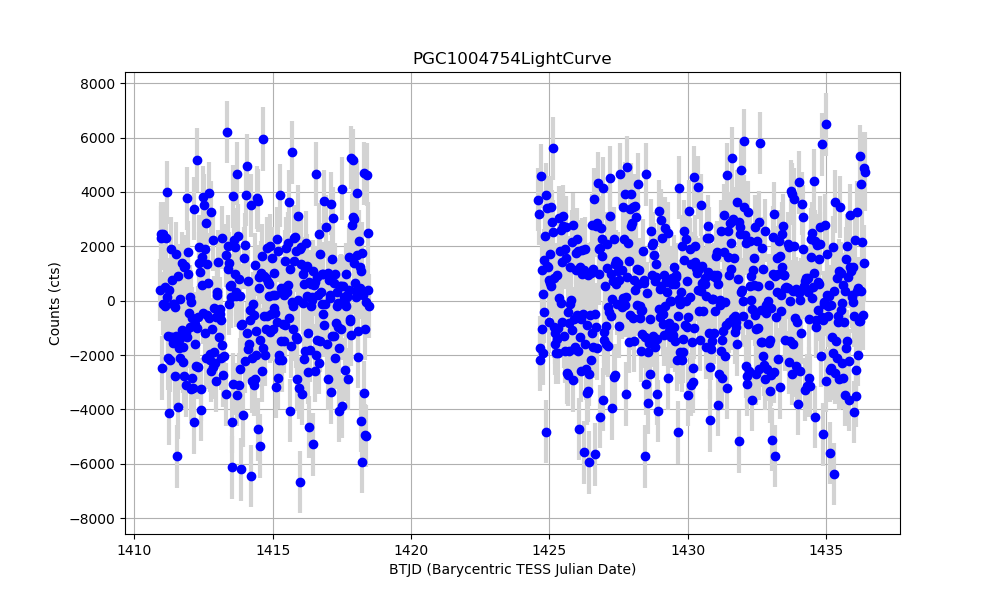 PGC1004754LightCurve
8000
6000
4000
2000
0
−2000
−4000
−6000
−8000
Counts (cts)
1410 1415 1420 1425 1430 1435
BTJD (Barycentric TESS Julian Date)